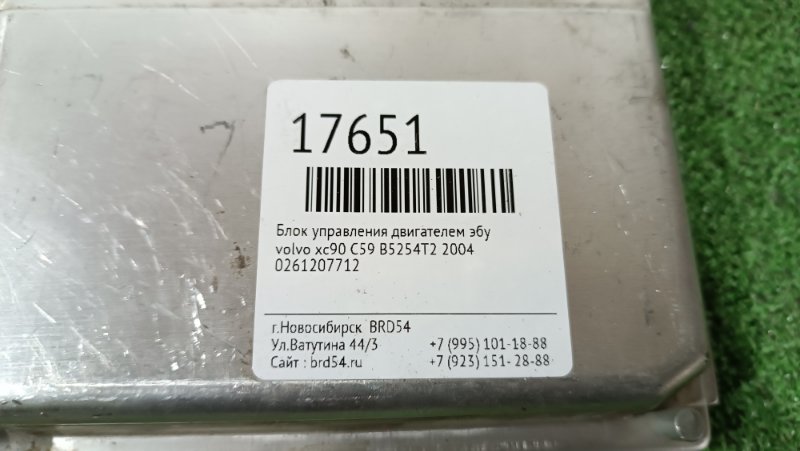 17651
Блок управления двигателем эбу
volvo xc90 C59 B5254T2 2004
0261207712
г.Новосибирск BRD54
Ул.Ватутина 44/3 +7 (995) 101-18-88
Сайт : brd54.ru +7 (923) 151- 28-88